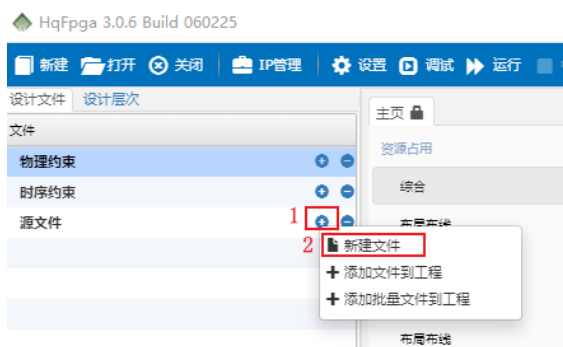 HqFpga 3.0.6 Build 060225
新建 打开 关闭 IP管理 设置 调试 运行
设计文件 设计层次
主页
文件
资源占用
物理约束
综合
时序约束
源文件 1
布局布线
2 新建文件
添加文件到工程
添加批量文件到工程
布局布线